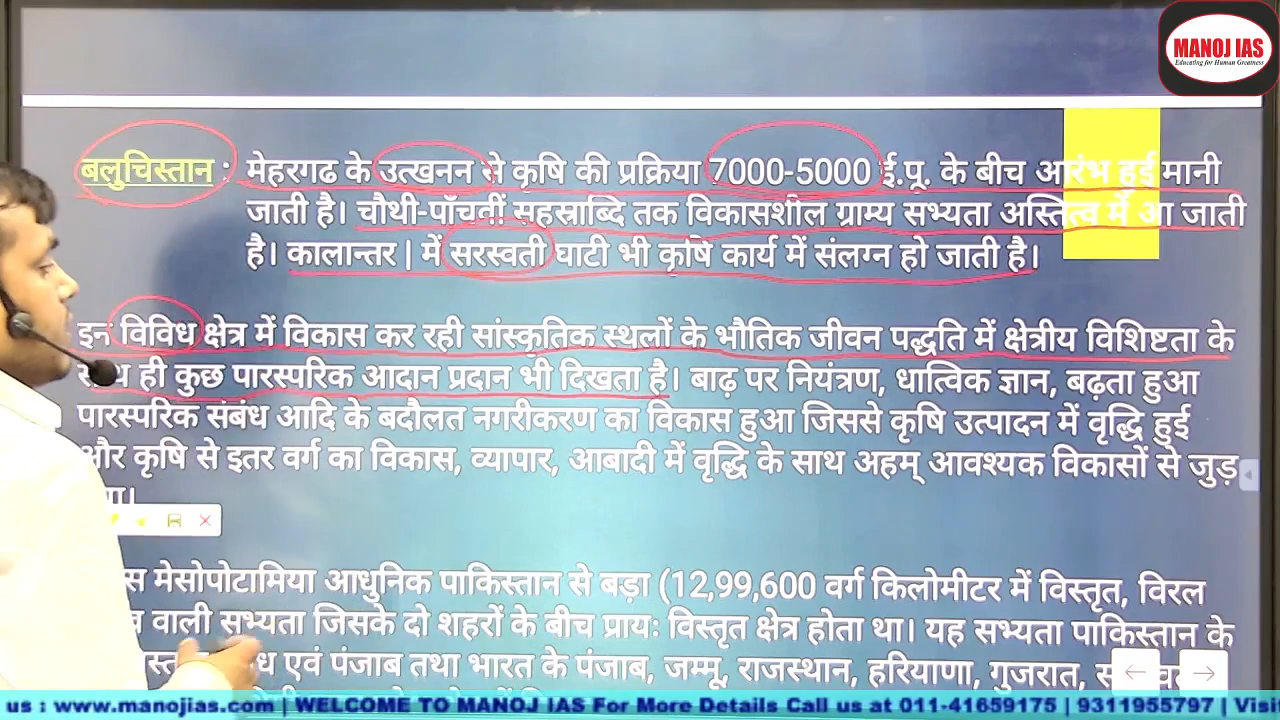 MANOJ IAS
Educating for Human Greatness
बलुचिस्तान : मेहरगढ के उत्खनन से कृषि की प्रक्रिया 7000-5000 ई.पू. के बीच आरंभ हुई मानी
जाती है। चौथी-पाँचवीं सहस्राब्दि तक विकासशील ग्राम्य सभ्यता अस्तित्व में आ जाती
है। कालान्तर | में सरस्वती घाटी भी कृषि कार्य में संलग्न हो जाती है।
इन विविध क्षेत्र में विकास कर रही सांस्कृतिक स्थलों के भौतिक जीवन पद्धति में क्षेत्रीय विशिष्टता के
ही कुछ पारस्परिक आदान प्रदान भी दिखता है। बाढ़ पर नियंत्रण, धात्विक ज्ञान, बढ़ता हुआ
पारस्परिक संबंध आदि के बदौलत नगरीकरण का विकास हुआ जिससे कृषि उत्पादन में वृद्धि हुई
और कृषि से इतर वर्ग का विकास, व्यापार, आबादी में वृद्धि के साथ अहम् आवश्यक विकासों से जुड़
मेसोपोटामिया आधुनिक पाकिस्तान से बड़ा (12,99,600 वर्ग किलोमीटर में विस्तृत, विरल
वाली सभ्यता जिसके दो शहरों के बीच प्रायः विस्तृत क्षेत्र होता था। यह सभ्यता पाकिस्तान के
एवं पंजाब तथा भारत के पंजाब, जम्मू, राजस्थान, हरियाणा, गुजरात,
us : www.manojias.com | WELCOME TO MANOJ IAS For More Details Call us at 011-41659175 | 9311955797 | Visit